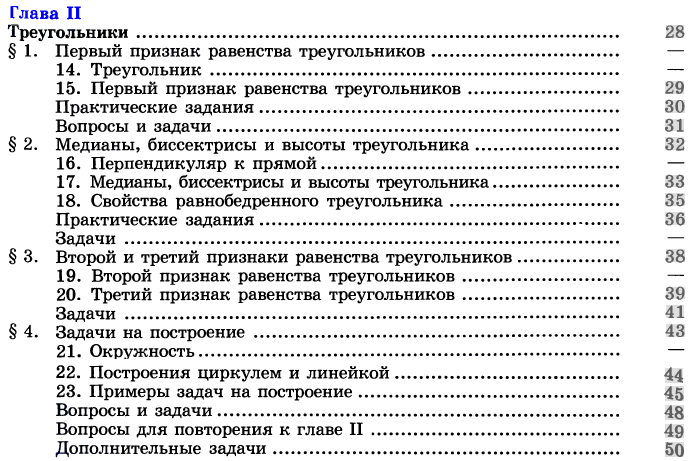 Глава II
Треугольники ............................................................ 28
§ 1. Первый признак равенства треугольников ............................ —
14. Треугольник ............................................................ —
15. Первый признак равенства треугольников ............................ 29
Практические задания ............................................................ 30
Вопросы и задачи ............................................................ 31
§ 2. Медианы, биссектрисы и высоты треугольника ............................ 32
16. Перпендикуляр к прямой ............................................................ —
17. Медианы, биссектрисы и высоты треугольника ............................ 33
18. Свойства равнобедренного треугольника ............................ 35
Практические задания ............................................................ 36
Задачи ............................................................ —
§ 3. Второй и третий признаки равенства треугольников ............................ 38
19. Второй признак равенства треугольников ............................ —
20. Третий признак равенства треугольников ............................ 39
Задачи ............................................................ 41
§ 4. Задачи на построение ............................................................ 43
21. Окружность ............................................................ —
22. Построения циркулем и линейкой ............................ 44
23. Примеры задач на построение ............................ 45
Вопросы и задачи ............................................................ 48
Вопросы для повторения к главе II ............................ 49
Дополнительные задачи ............................................................ 50